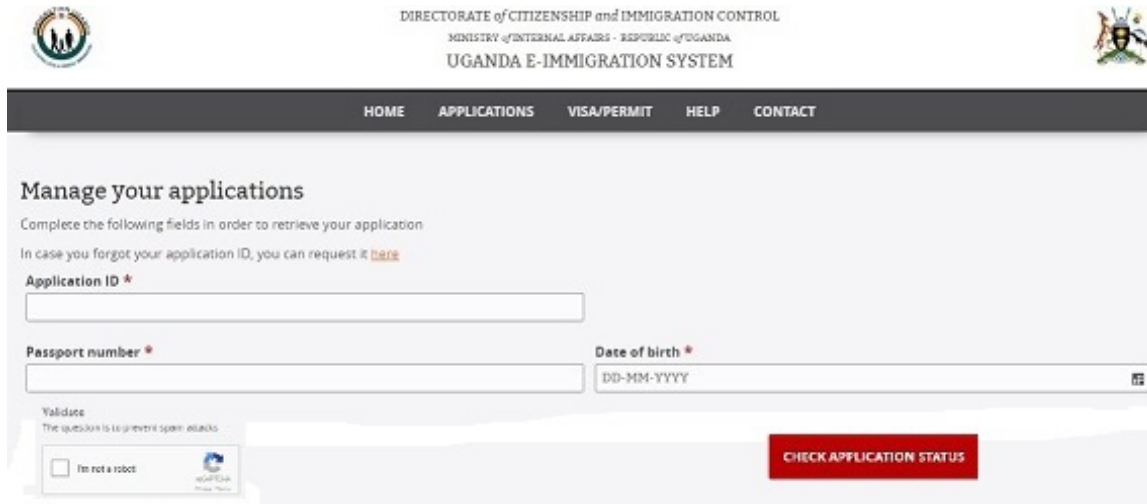 DIRECTORATE of CITIZENSHIP and IMMIGRATION CONTROL
MINISTRY of INTERNAL AFFAIRS - REPUBLIC of UGANDA
UGANDA E-IMMIGRATION SYSTEM
HOME APPLICATIONS VISA/PERMIT HELP CONTACT
Manage your applications
Complete the following fields in order to retrieve your application
In case you forgot your application ID, you can request it here
Application ID *
Passport number * Date of birth *
DD-MM-YYYY
Validate
The question is to prevent spam attacks
I'm not a robot
reCAPTCHA
CHECK APPLICATION STATUS